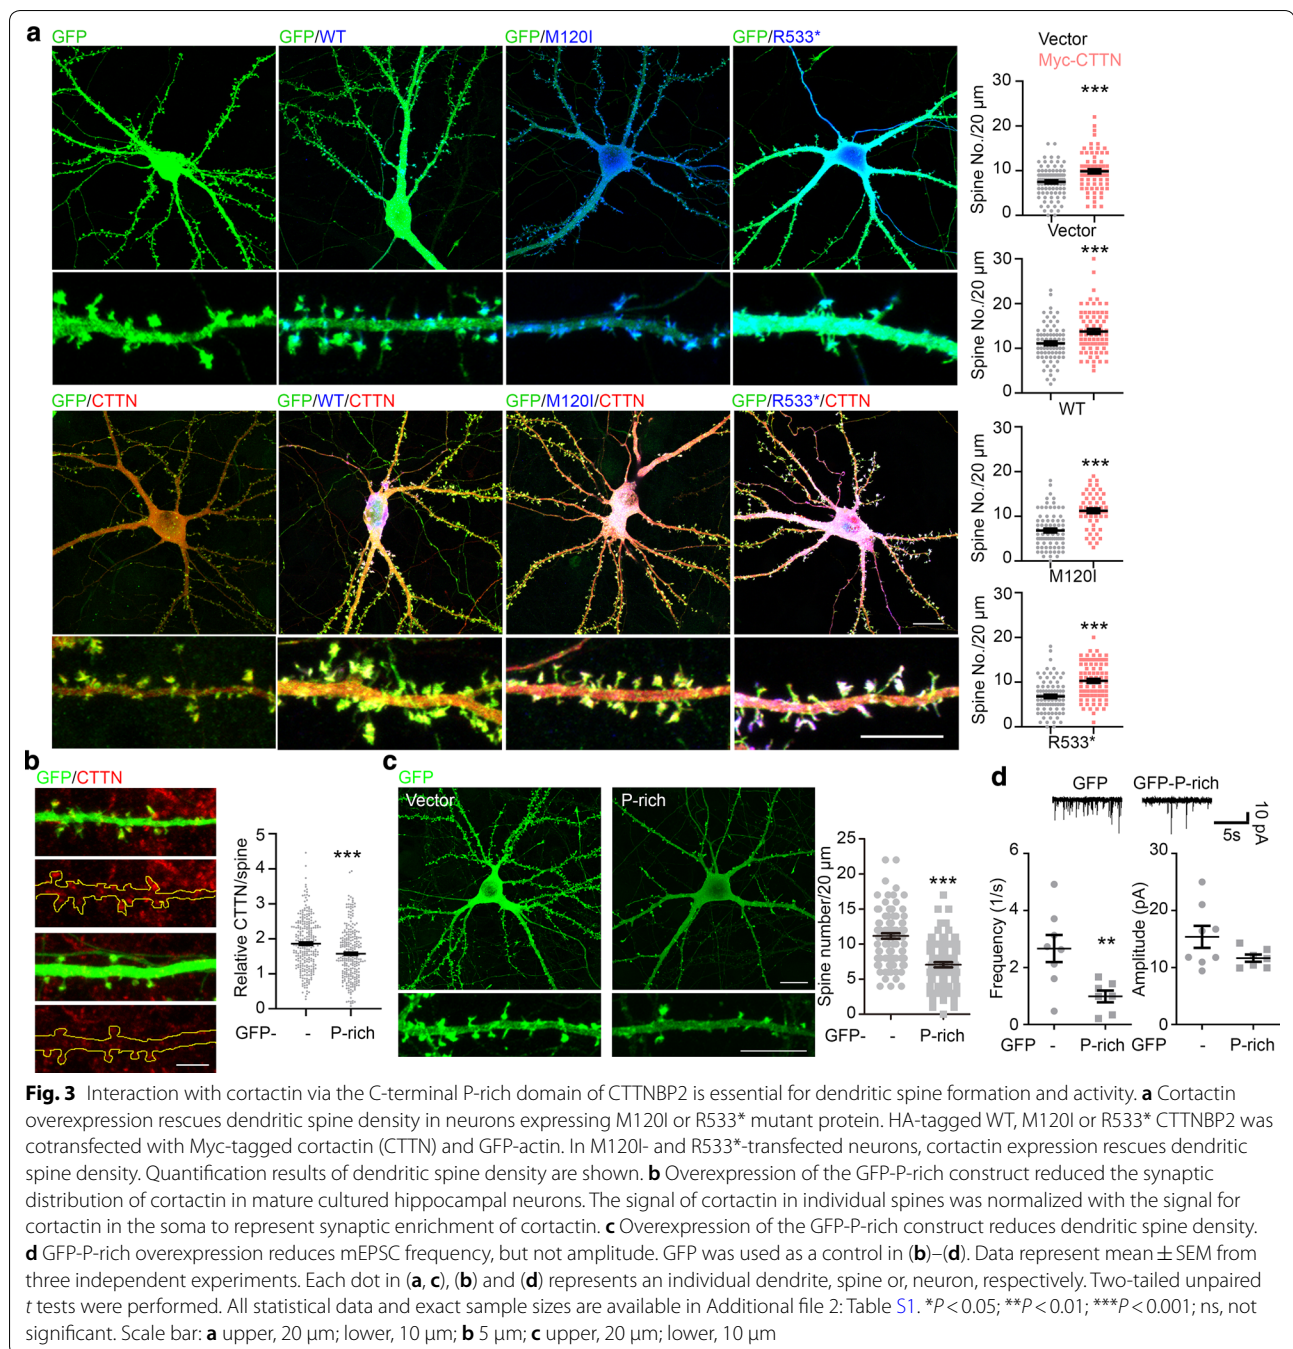 a
GFP
GFP/WT
GFP/M120I
GFP/R533*
Vector
Myc-CTTN
Spine No./20 µm
30
20
10
0
***
Vector
Spine No./20 µm
30
20
10
0
***
WT
GFP/CTTN
GFP/WT/CTTN
GFP/M120I/CTTN
GFP/R533*/CTTN
Spine No./20 µm
30
20
10
0
***
M120I
Spine No./20 µm
30
20
10
0
***
R533*
b
GFP/CTTN
Relative CTTN/spine
5
4
3
2
1
0
***
GFP- - P-rich
c
GFP
Vector
P-rich
Spine number/20 µm
25
20
15
10
5
0
***
GFP- - P-rich
d
GFP
GFP-P-rich
10 pA
5s
Frequency (1/s)
6
4
2
0
**
GFP - P-rich
Amplitude (pA)
30
20
10
0
GFP - P-rich
Fig. 3 Interaction with cortactin via the C-terminal P-rich domain of CTTNBP2 is essential for dendritic spine formation and activity. a Cortactin
overexpression rescues dendritic spine density in neurons expressing M120I or R533* mutant protein. HA-tagged WT, M120I or R533* CTTNBP2 was
cotransfected with Myc-tagged cortactin (CTTN) and GFP-actin. In M120I- and R533*-transfected neurons, cortactin expression rescues dendritic
spine density. Quantification results of dendritic spine density are shown. b Overexpression of the GFP-P-rich construct reduced the synaptic
distribution of cortactin in mature cultured hippocampal neurons. The signal of cortactin in individual spines was normalized with the signal for
cortactin in the soma to represent synaptic enrichment of cortactin. c Overexpression of the GFP-P-rich construct reduces dendritic spine density.
d GFP-P-rich overexpression reduces mEPSC frequency, but not amplitude. GFP was used as a control in (b)–(d). Data represent mean ± SEM from
three independent experiments. Each dot in (a, c), (b) and (d) represents an individual dendrite, spine or, neuron, respectively. Two-tailed unpaired
t tests were performed. All statistical data and exact sample sizes are available in Additional file 2: Table S1. *P < 0.05; **P < 0.01; ***P < 0.001; ns, not
significant. Scale bar: a upper, 20 µm; lower, 10 µm; b 5 µm; c upper, 20 µm; lower, 10 µm